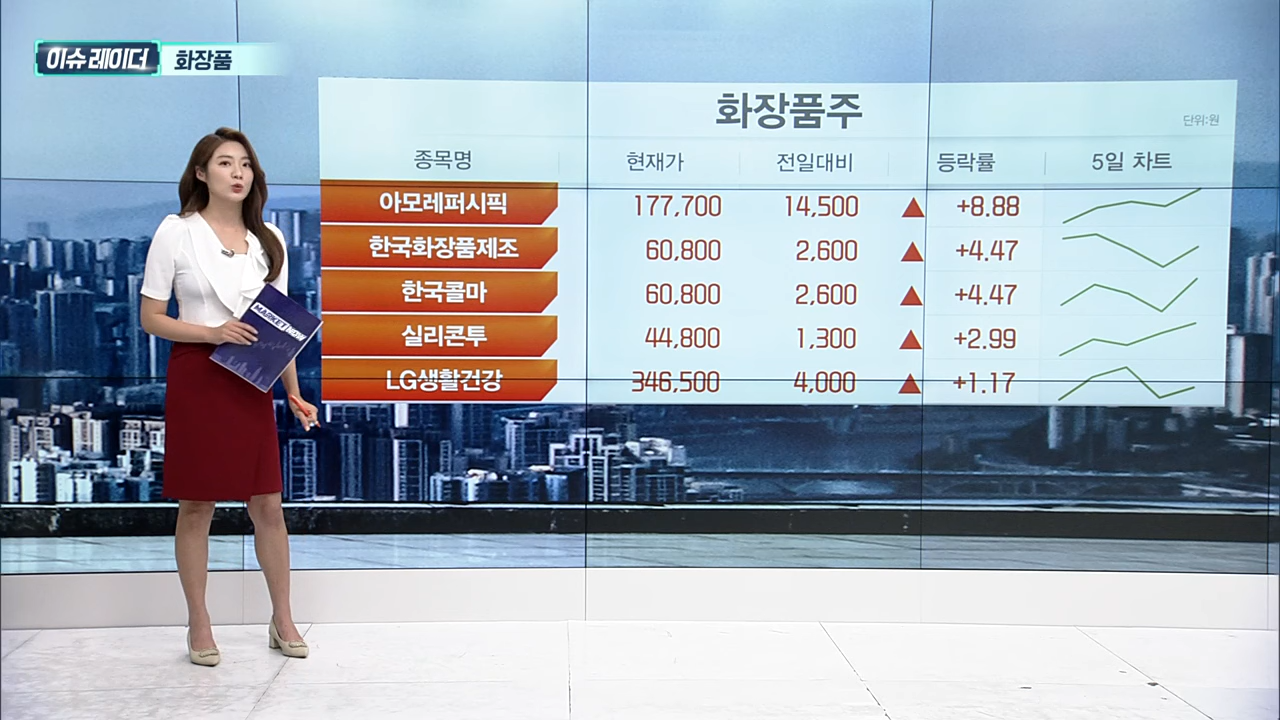 이슈레이더 화장품
화장품주
단위:원
종목명 현재가 전일대비 등락률 5일 차트
아모레퍼시픽 177,700 14,500 ▲ +8.88
한국화장품제조 60,800 2,600 ▲ +4.47
한국콜마 60,800 2,600 ▲ +4.47
실리콘투 44,800 1,300 ▲ +2.99
LG생활건강 346,500 4,000 ▲ +1.17
MARKET NOW